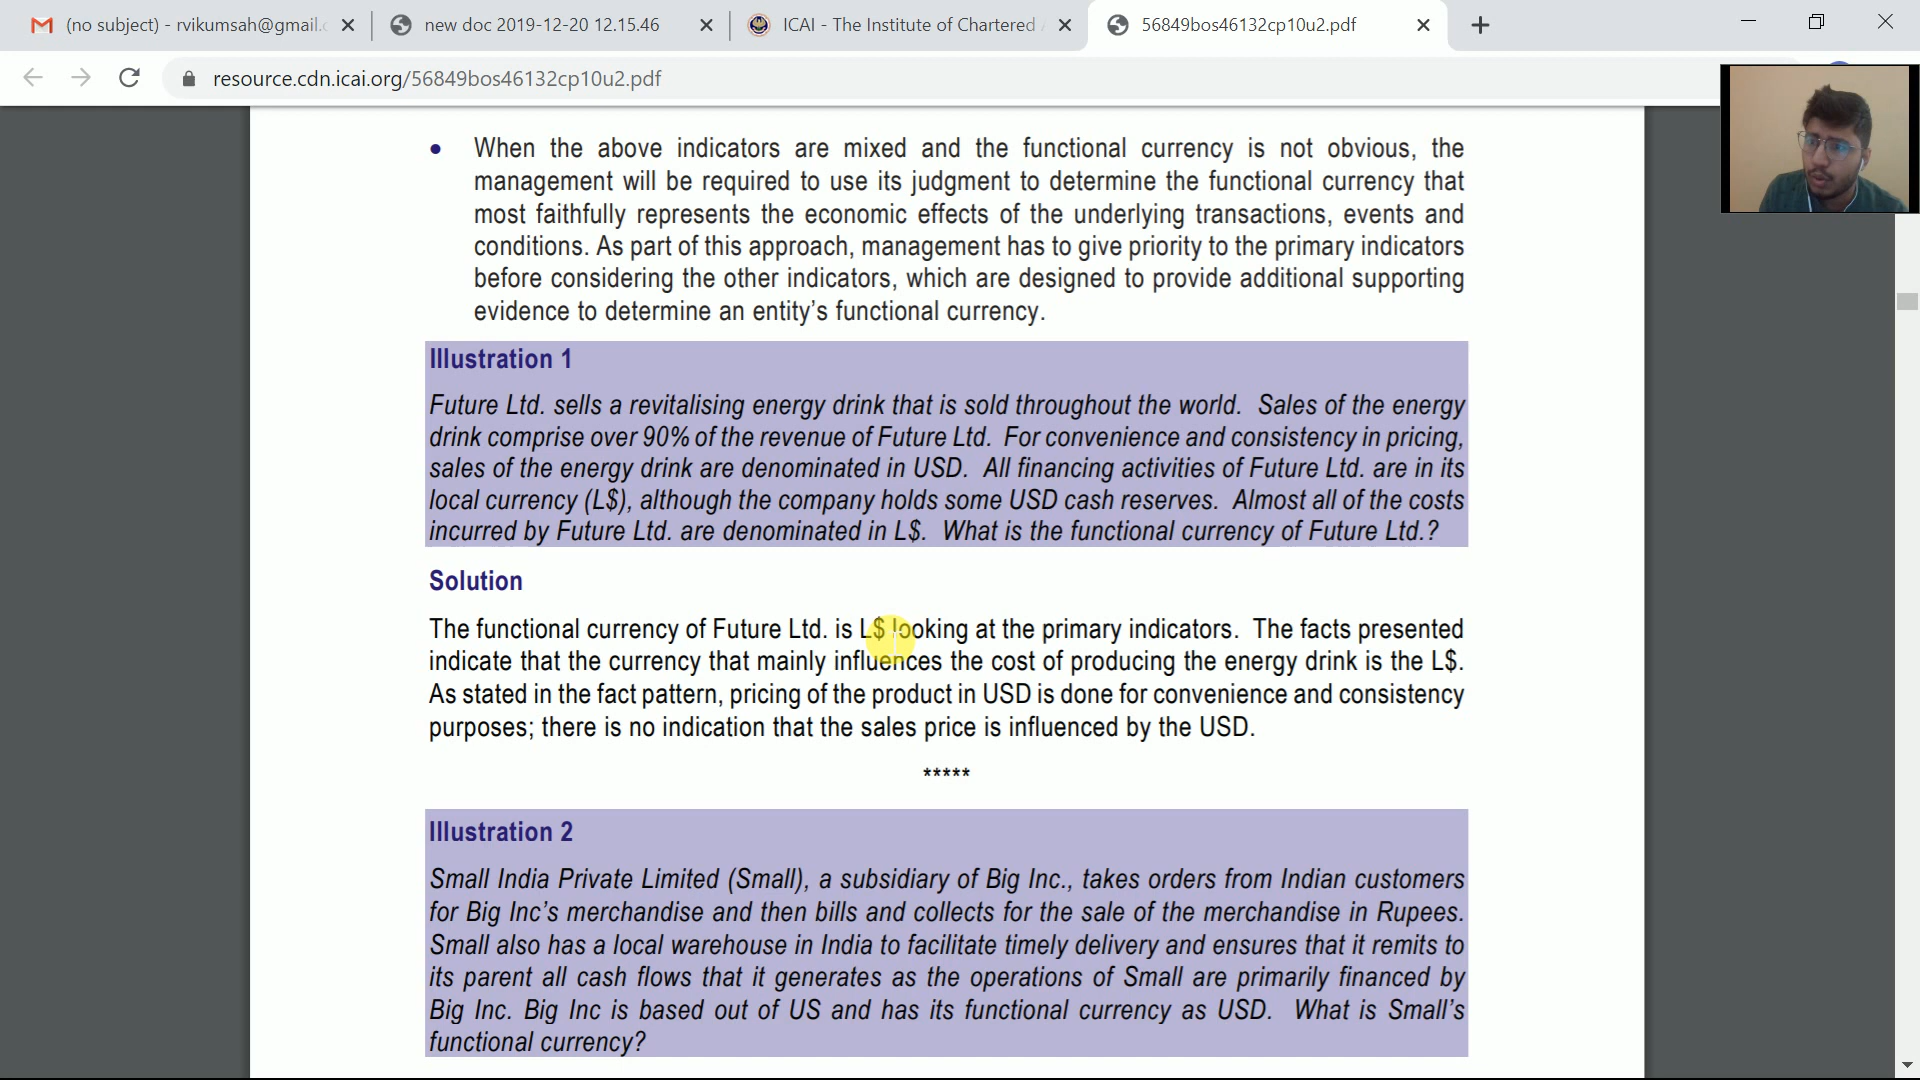 (no subject) - rvikumsah@gmail.c
new doc 2019-12-20 12.15.46
ICAI - The Institute of Chartered A
56849bos46132cp10u2.pdf
resource.cdn.icai.org/56849bos46132cp10u2.pdf
• When the above indicators are mixed and the functional currency is not obvious, the
management will be required to use its judgment to determine the functional currency that
most faithfully represents the economic effects of the underlying transactions, events and
conditions. As part of this approach, management has to give priority to the primary indicators
before considering the other indicators, which are designed to provide additional supporting
evidence to determine an entity's functional currency.
Illustration 1
Future Ltd. sells a revitalising energy drink that is sold throughout the world. Sales of the energy
drink comprise over 90% of the revenue of Future Ltd. For convenience and consistency in pricing,
sales of the energy drink are denominated in USD. All financing activities of Future Ltd. are in its
local currency (L$), although the company holds some USD cash reserves. Almost all of the costs
incurred by Future Ltd. are denominated in L$. What is the functional currency of Future Ltd.?
Solution
The functional currency of Future Ltd. is L$ looking at the primary indicators. The facts presented
indicate that the currency that mainly influences the cost of producing the energy drink is the L$.
As stated in the fact pattern, pricing of the product in USD is done for convenience and consistency
purposes; there is no indication that the sales price is influenced by the USD.
*****
Illustration 2
Small India Private Limited (Small), a subsidiary of Big Inc., takes orders from Indian customers
for Big Inc's merchandise and then bills and collects for the sale of the merchandise in Rupees.
Small also has a local warehouse in India to facilitate timely delivery and ensures that it remits to
its parent all cash flows that it generates as the operations of Small are primarily financed by
Big Inc. Big Inc is based out of US and has its functional currency as USD. What is Small's
functional currency?